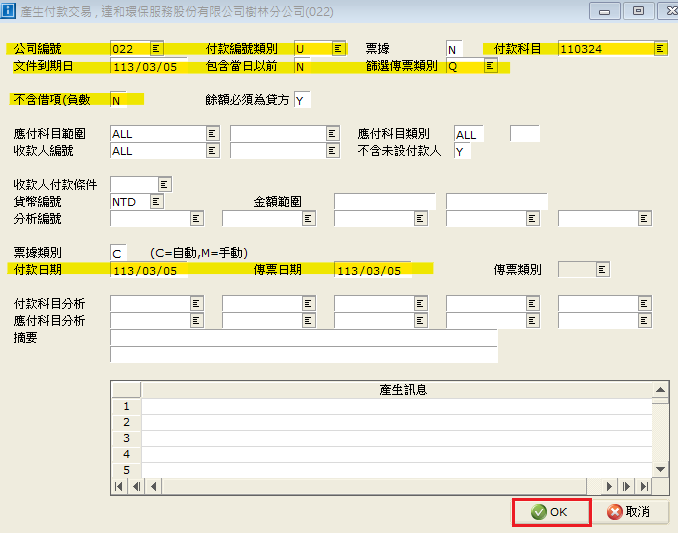 產生付款交易 , 達和環保服務股份有限公司樹林分公司(022)
公司編號 022 付款編號類別 U 票據 N 付款科目 110324
文件到期日 113/03/05 包含當日以前 N 篩選傳票類別 Q
不含借項(負數 N 餘額必須為貸方 Y
應付科目範圍 ALL 應付科目類別 ALL
收款人編號 ALL 不含未設付款人 Y
收款人付款條件
貨幣編號 NTD 金額範圍
分析編號
票據類別 C (C=自動,M=手動)
付款日期 113/03/05 傳票日期 113/03/05 傳票類別
付款科目分析
應付科目分析
摘要
產生訊息
1
2
3
4
5
OK 取消